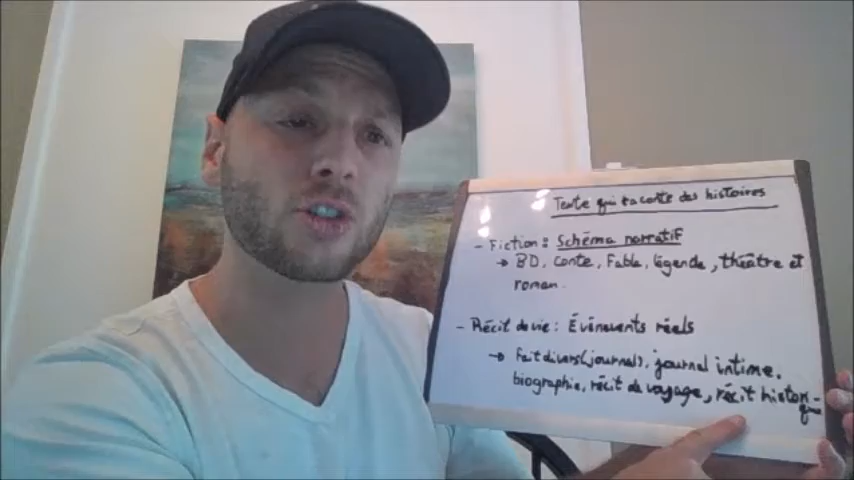 Texte qui raconte des histoires
- Fiction : Schéma narratif
→ BD, Conte, Fable, légende, théâtre et
roman.
- Récit de vie : Événements réels
→ Fait divers (journal), journal intime,
biographie, récit de voyage, récit histori-
que